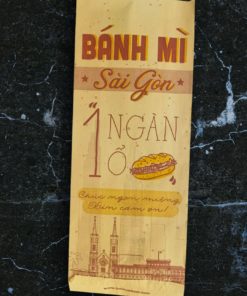 BÁNH MÌ
Sài Gòn
1 NGÀN
Ổ
Chúc ngon miệng
Xin cảm ơn!